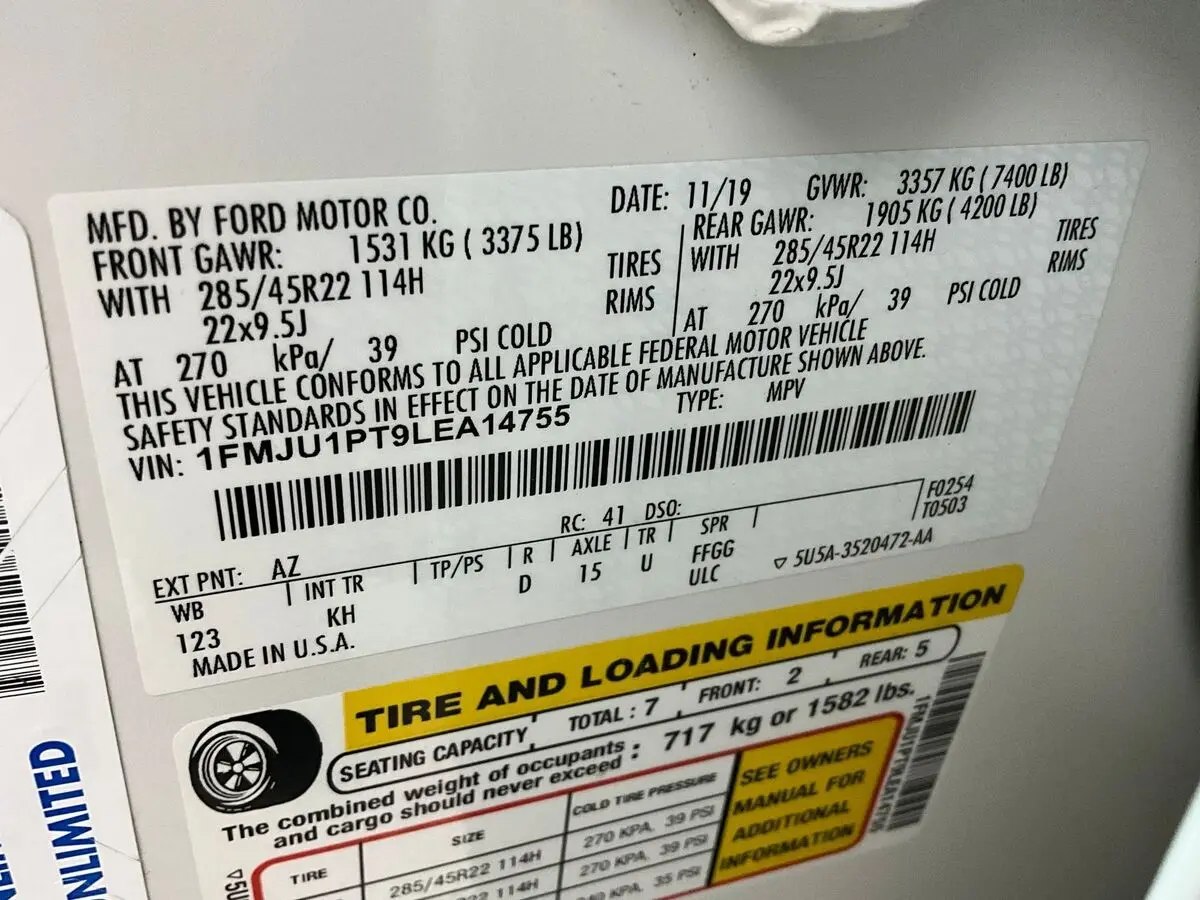 MFD. BY FORD MOTOR CO.
DATE: 11/19 GVWR: 3357 KG ( 7400 LB)
FRONT GAWR: 1531 KG ( 3375 LB)
REAR GAWR: 1905 KG ( 4200 LB)
WITH 285/45R22 114H TIRES
WITH 285/45R22 114H TIRES
22x9.5J RIMS
22x9.5J RIMS
AT 270 kPa/ 39 PSI COLD
AT 270 kPa/ 39 PSI COLD
THIS VEHICLE CONFORMS TO ALL APPLICABLE FEDERAL MOTOR VEHICLE
SAFETY STANDARDS IN EFFECT ON THE DATE OF MANUFACTURE SHOWN ABOVE.
VIN: 1FMJU1PT9LEA14755 TYPE: MPV
F0254
T0503
EXT PNT: AZ RC: 41 DSO:
WB INT TR TP/PS R AXLE TR SPR
123 KH D 15 U FFGG
ULC
▽ 5U5A-3520472-AA
MADE IN U.S.A.
TIRE AND LOADING INFORMATION
SEATING CAPACITY TOTAL : 7 FRONT: 2 REAR: 5
The combined weight of occupants : 717 kg or 1582 lbs.
and cargo should never exceed
TIRE SIZE COLD TIRE PRESSURE
285/45R22 114H 270 KPA, 39 PSI
114H 270 KPA, 39 PSI
KPA, 35 PSI
SEE OWNERS
MANUAL FOR
ADDITIONAL
INFORMATION
1FMJU1PT9LEA14755
▽5U
NLIMITED